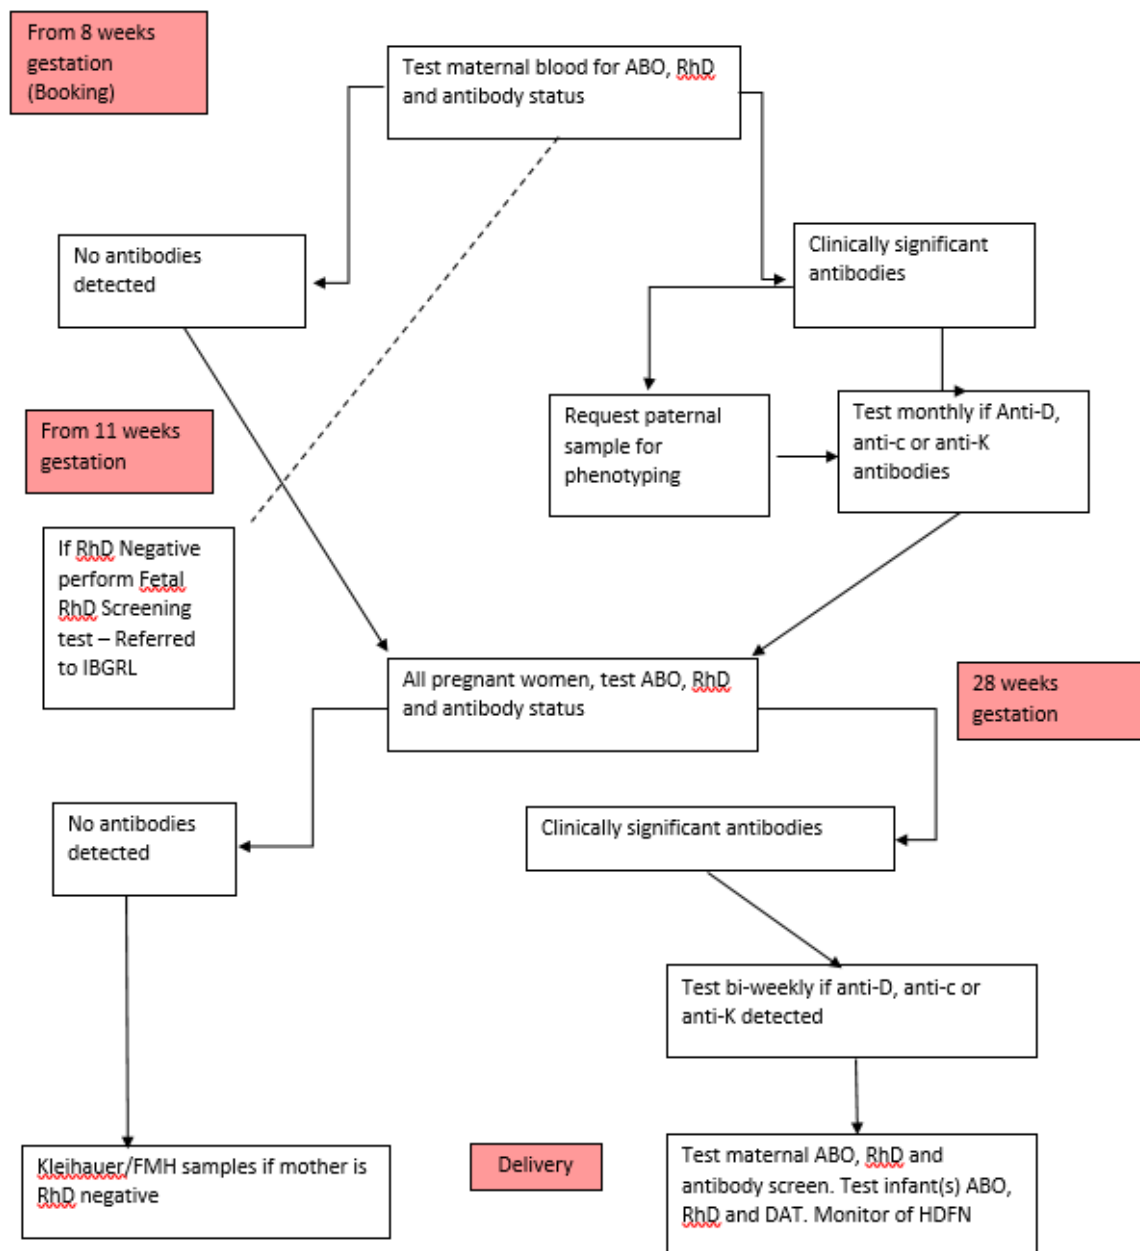 From 8 weeks
gestation
(Booking)
Test maternal blood for ABO, RhD
and antibody status
No antibodies
detected
Clinically significant
antibodies
From 11 weeks
gestation
Request paternal
sample for
phenotyping
Test monthly if Anti-D,
anti-c or anti-K
antibodies
If RhD Negative
perform Fetal
RhD Screening
test – Referred
to IBGRL
All pregnant women, test ABO, RhD
and antibody status
28 weeks
gestation
No antibodies
detected
Clinically significant antibodies
Test bi-weekly if anti-D, anti-c or
anti-K detected
Kleihauer/FMH samples if mother is
RhD negative
Delivery
Test maternal ABO, RhD and
antibody screen. Test infant(s) ABO,
RhD and DAT. Monitor of HDFN